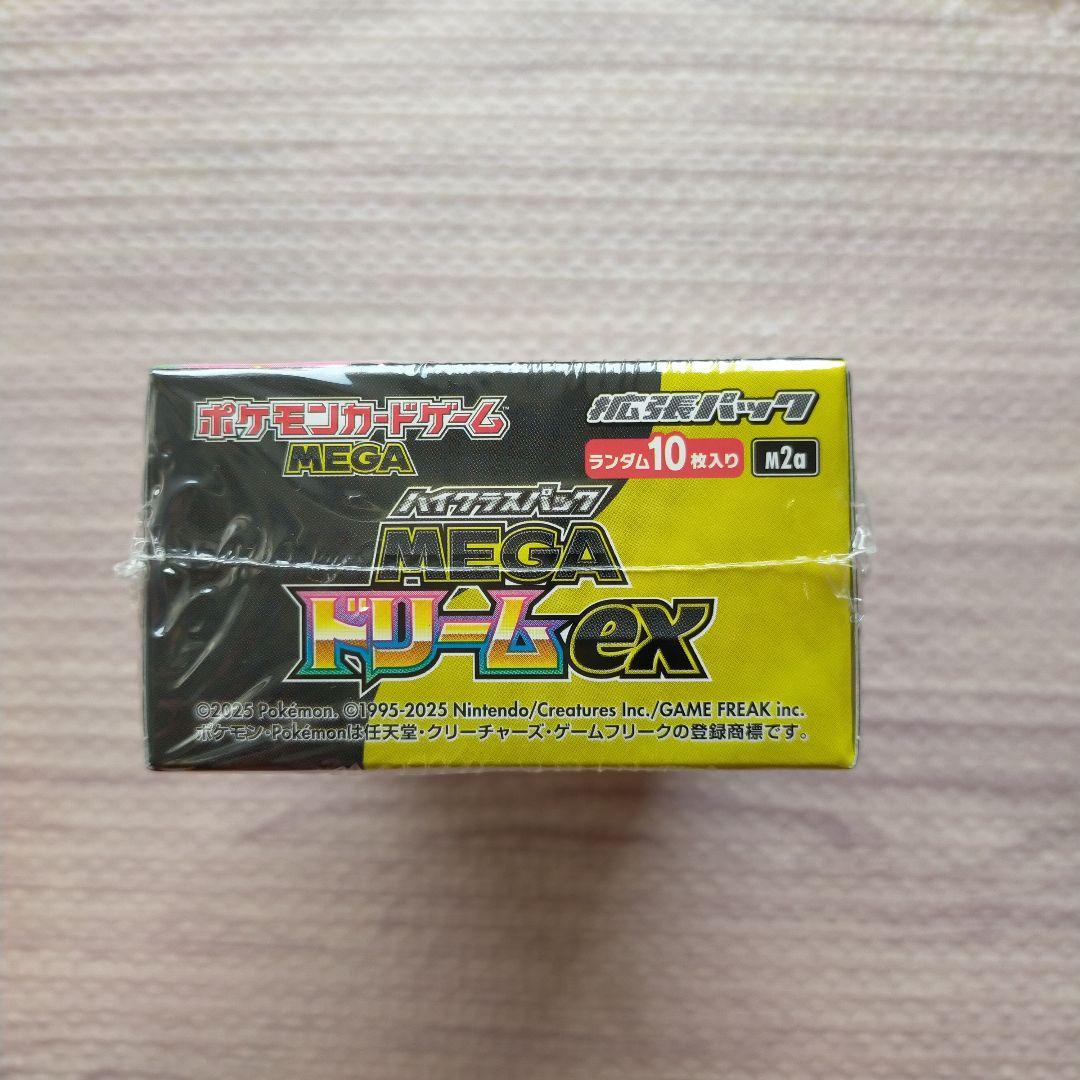 ポケモンカードゲーム™
MEGA
拡張パック
ランダム10枚入り M2a
ハイクラスパック
MEGA
ドリームex
©2025 Pokémon. ©1995-2025 Nintendo/Creatures Inc./GAME FREAK inc.
ポケモン・Pokémonは任天堂・クリーチャーズ・ゲームフリークの登録商標です。